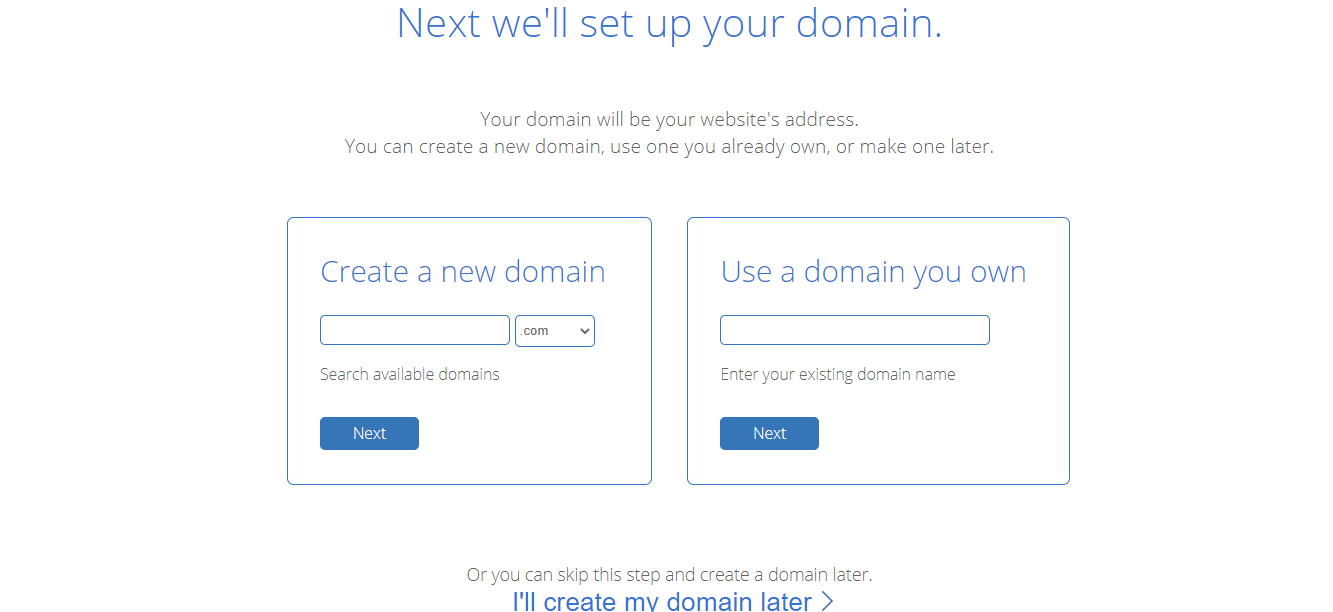 Next we'll set up your domain.
Your domain will be your website's address.
You can create a new domain, use one you already own, or make one later.
Create a new domain
.com
Search available domains
Next
Use a domain you own
Enter your existing domain name
Next
Or you can skip this step and create a domain later.
I'll create my domain later